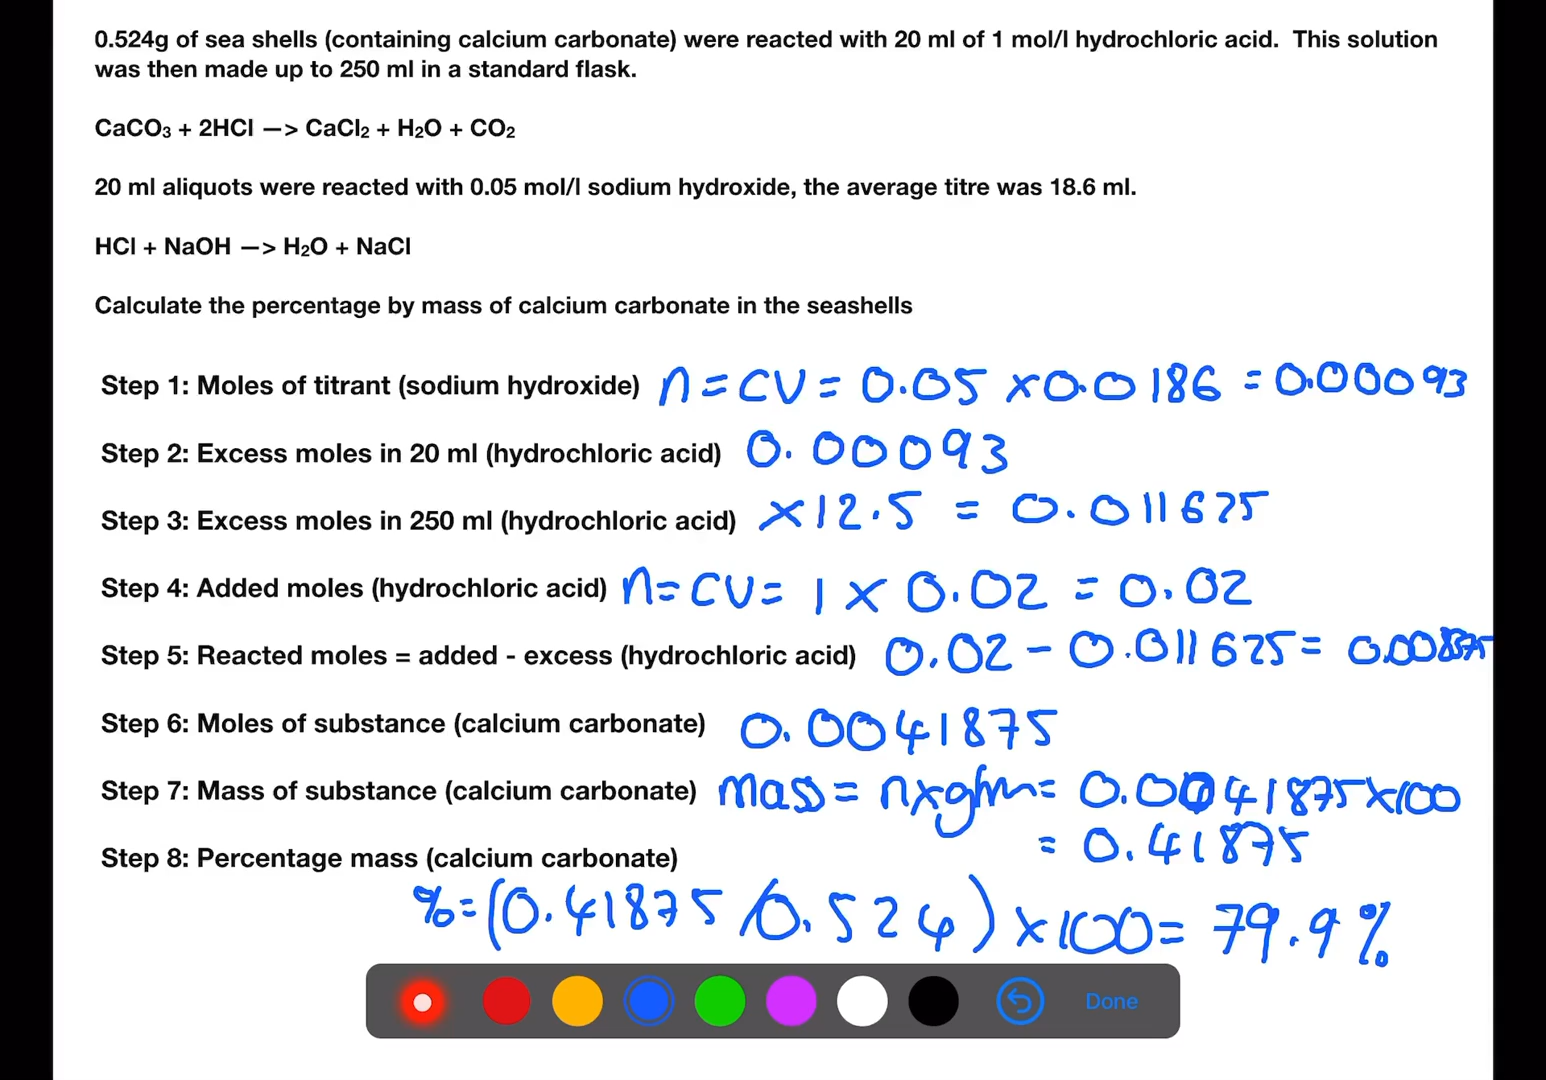 0.524g of sea shells (containing calcium carbonate) were reacted with 20 ml of 1 mol/l hydrochloric acid. This solution
was then made up to 250 ml in a standard flask.
CaCO₃ + 2HCl —> CaCl₂ + H₂O + CO₂
20 ml aliquots were reacted with 0.05 mol/l sodium hydroxide, the average titre was 18.6 ml.
HCl + NaOH —> H₂O + NaCl
Calculate the percentage by mass of calcium carbonate in the seashells
Step 1: Moles of titrant (sodium hydroxide) n = CV = 0.05 x 0.0186 = 0.00093
Step 2: Excess moles in 20 ml (hydrochloric acid) 0.00093
Step 3: Excess moles in 250 ml (hydrochloric acid) x12.5 = 0.011625
Step 4: Added moles (hydrochloric acid) n = CV = 1 x 0.02 = 0.02
Step 5: Reacted moles = added - excess (hydrochloric acid) 0.02 - 0.011625 =
Step 6: Moles of substance (calcium carbonate) 0.0041875
Step 7: Mass of substance (calcium carbonate) mass = nxgfm = 0.0041875x100
= 0.41875
Step 8: Percentage mass (calcium carbonate)
% = (0.41875/0.524) x100 = 79.9%
Done